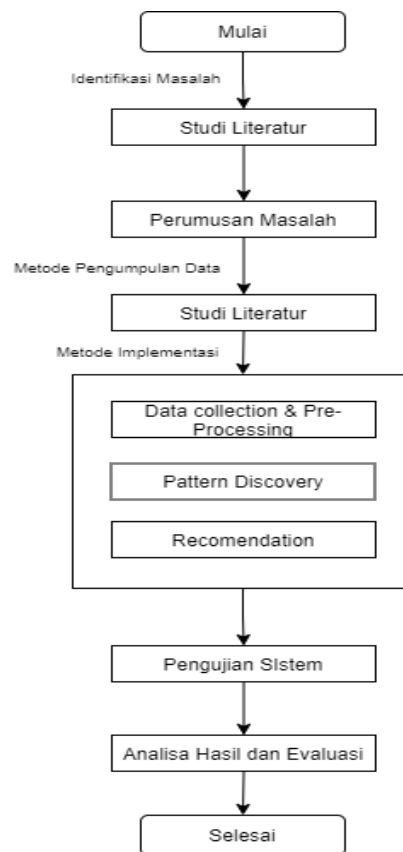 Mulai
Identifikasi Masalah
Studi Literatur
Perumusan Masalah
Metode Pengumpulan Data
Studi Literatur
Metode Implementasi
Data collection & Pre-
Processing
Pattern Discovery
Recomendation
Pengujian SIstem
Analisa Hasil dan Evaluasi
Selesai